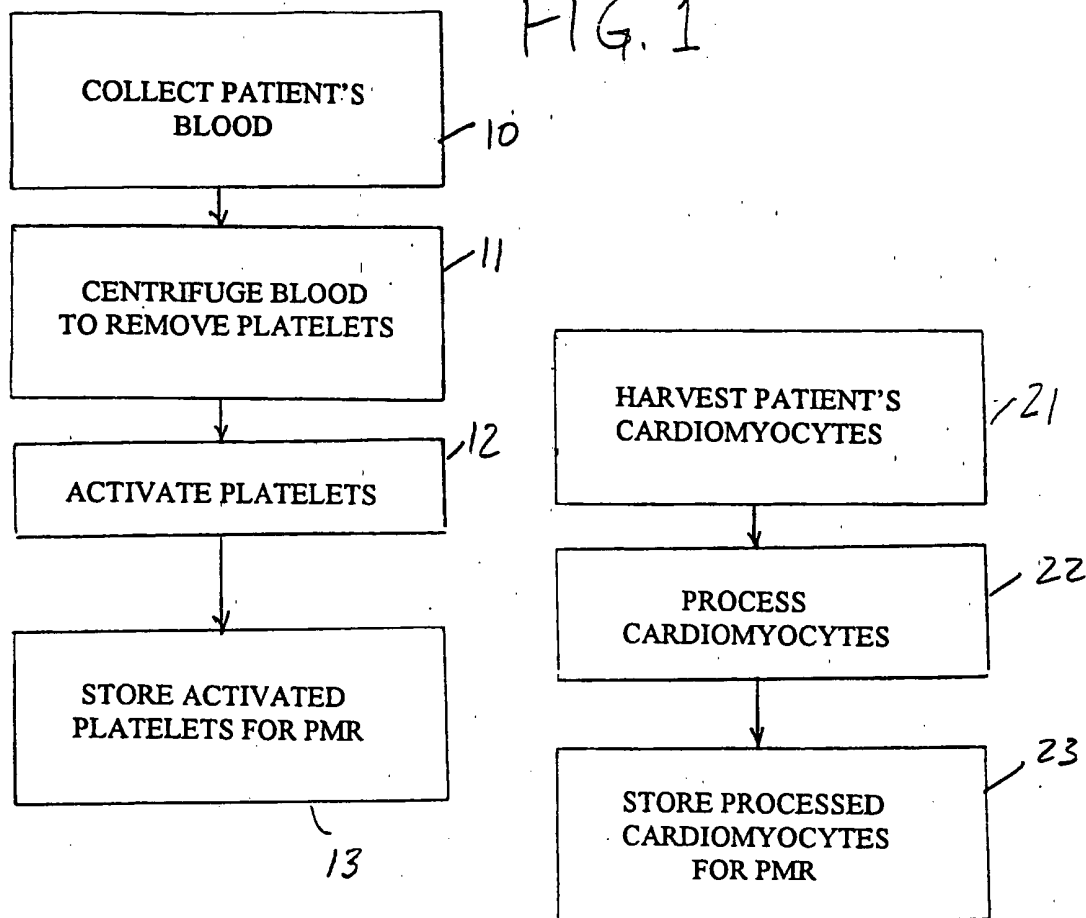 FIG. 1
COLLECT PATIENT'S
BLOOD
10
CENTRIFUGE BLOOD
TO REMOVE PLATELETS
11
ACTIVATE PLATELETS
12
STORE ACTIVATED
PLATELETS FOR PMR
13
HARVEST PATIENT'S
CARDIOMYOCYTES
21
PROCESS
CARDIOMYOCYTES
22
STORE PROCESSED
CARDIOMYOCYTES
FOR PMR
23